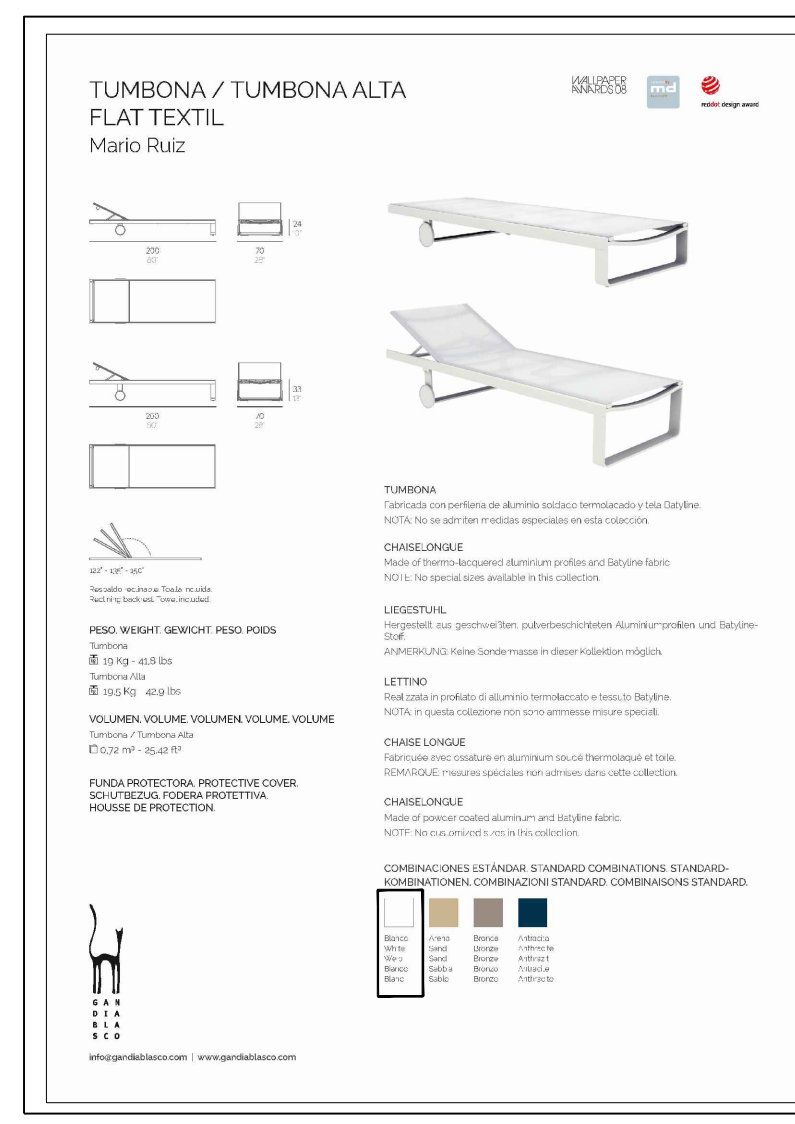 TUMBONA / TUMBONA ALTA
FLAT TEXTIL
Mario Ruiz
WALLPAPER
AWARDS 08
md
reddot design award
24
200
80"
70
28"
33
13"
200
70
28"
122° - 135° - 150°
Respaldo reclinable. Toalla incluida.
Reclining backrest. Towel included.
PESO. WEIGHT. GEWICHT. PESO. POIDS
Tumbona
kg 19 Kg - 41,8 lbs
Tumbona Alta
kg 19,5 Kg 42,9 lbs
VOLUMEN. VOLUME. VOLUMEN. VOLUME. VOLUME
Tumbona / Tumbona Alta
0,72 m³ - 25,42 ft³
FUNDA PROTECTORA. PROTECTIVE COVER.
SCHUTBEZUG. FODERA PROTETTIVA.
HOUSSE DE PROTECTION.
TUMBONA
Fabricada con perfilería de aluminio soldado termolacado y tela Batyline.
NOTA: No se admiten medidas especiales en esta colección.
CHAISELONGUE
Made of thermo-lacquered aluminium profiles and Batyline fabric
NOTE: No special sizes available in this collection.
LIEGESTUHL
Hergestellt aus geschweißten, pulverbeschichteten Aluminiumprofilen und Batyline-
Stoff.
ANMERKUNG: Keine Sondermasse in dieser Kollektion möglich.
LETTINO
Realizzata in profilato di alluminio termolaccato e tessuto Batyline.
NOTA: in questa collezione non sono ammesse misure speciali.
CHAISE LONGUE
Fabriquée avec ossature en aluminium soudé thermolaqué et toile.
REMARQUE: mesures spéciales non admises dans cette collection.
CHAISELONGUE
Made of powder coated aluminum and Batyline fabric.
NOTE: No customized sizes in this collection.
COMBINACIONES ESTÁNDAR. STANDARD COMBINATIONS. STANDARD-
KOMBINATIONEN. COMBINAZIONI STANDARD. COMBINAISONS STANDARD.
Blanco Arena Bronce Antracita
White Sand Bronze Anthracite
Weiß Sand Bronze Anthrazit
Bianco Sabbia Bronzo Antracite
Blanc Sable Bronze Anthracite
GAN
DIA
BLA
SCO
info@gandiablasco.com | www.gandiablasco.com